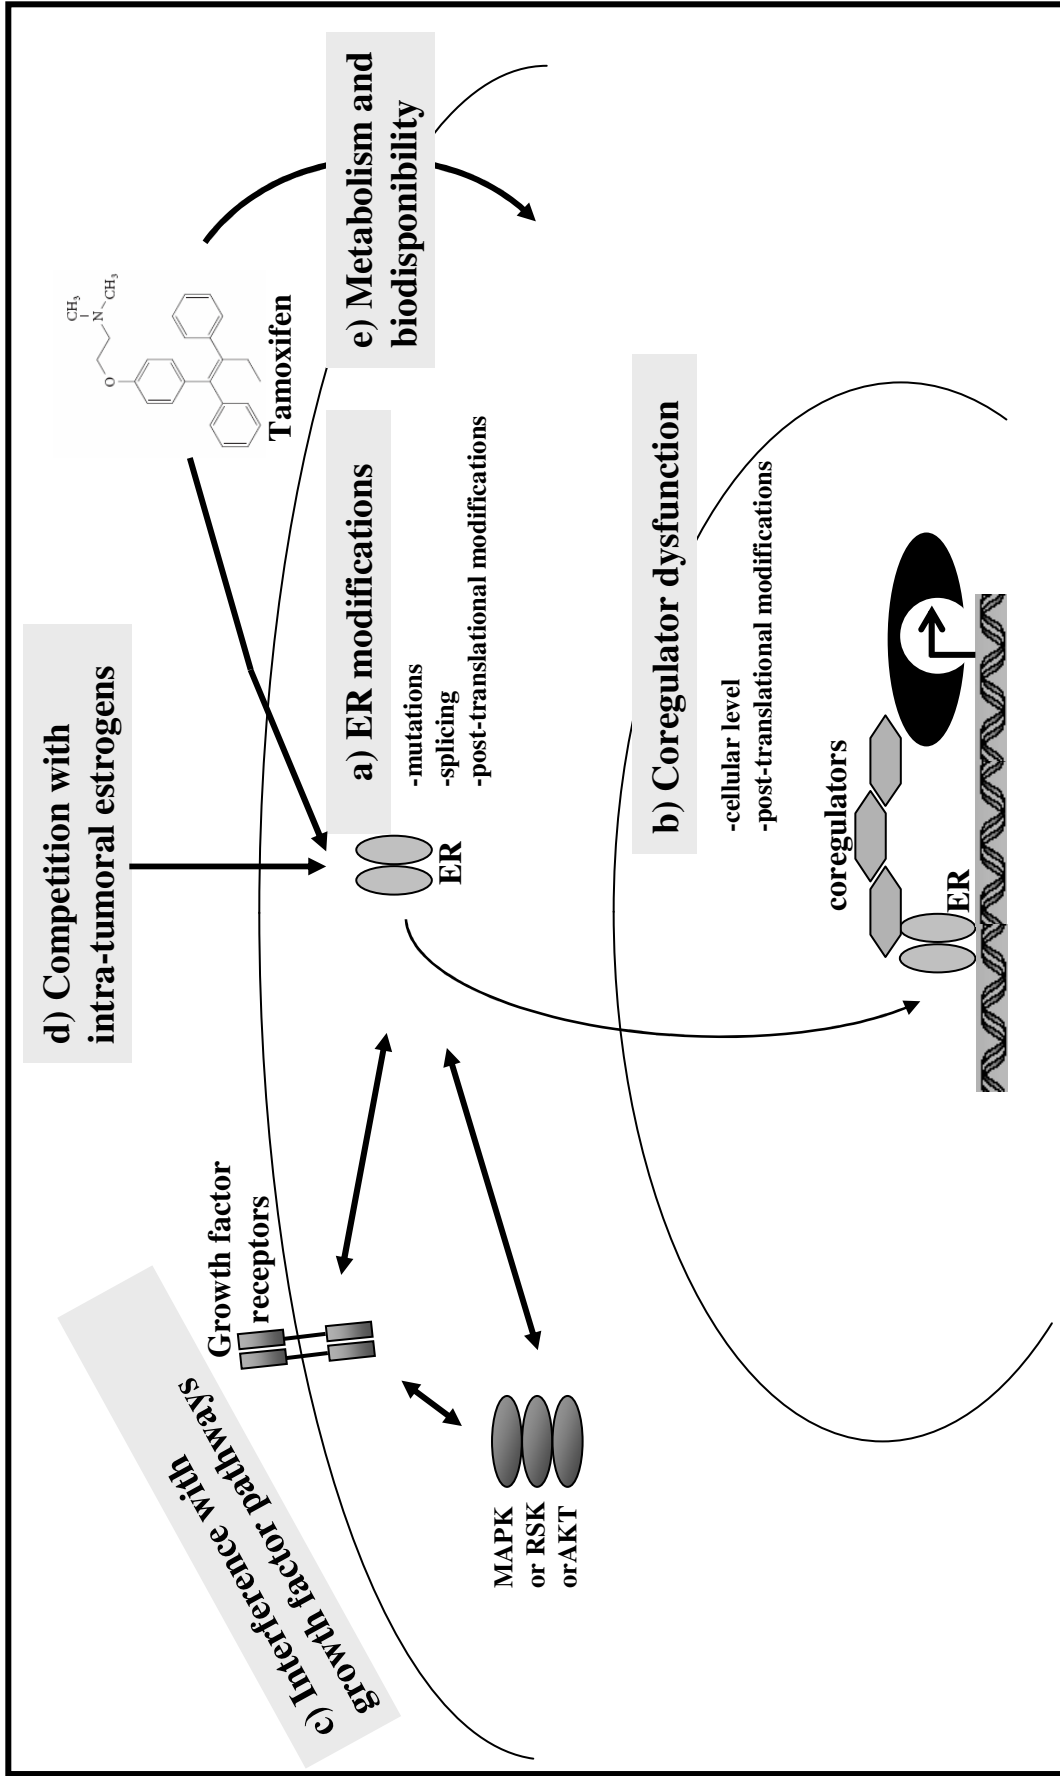 c) Interference with
growth factor pathways
Growth factor
receptors
MAPK
or RSK
orAKT
d) Competition with
intra-tumoral estrogens
ER
a) ER modifications
-mutations
-splicing
-post-translational modifications
CH3
N
CH3
O
Tamoxifen
e) Metabolism and
biodisponibility
b) Coregulator dysfunction
-cellular level
-post-translational modifications
coregulators
ER